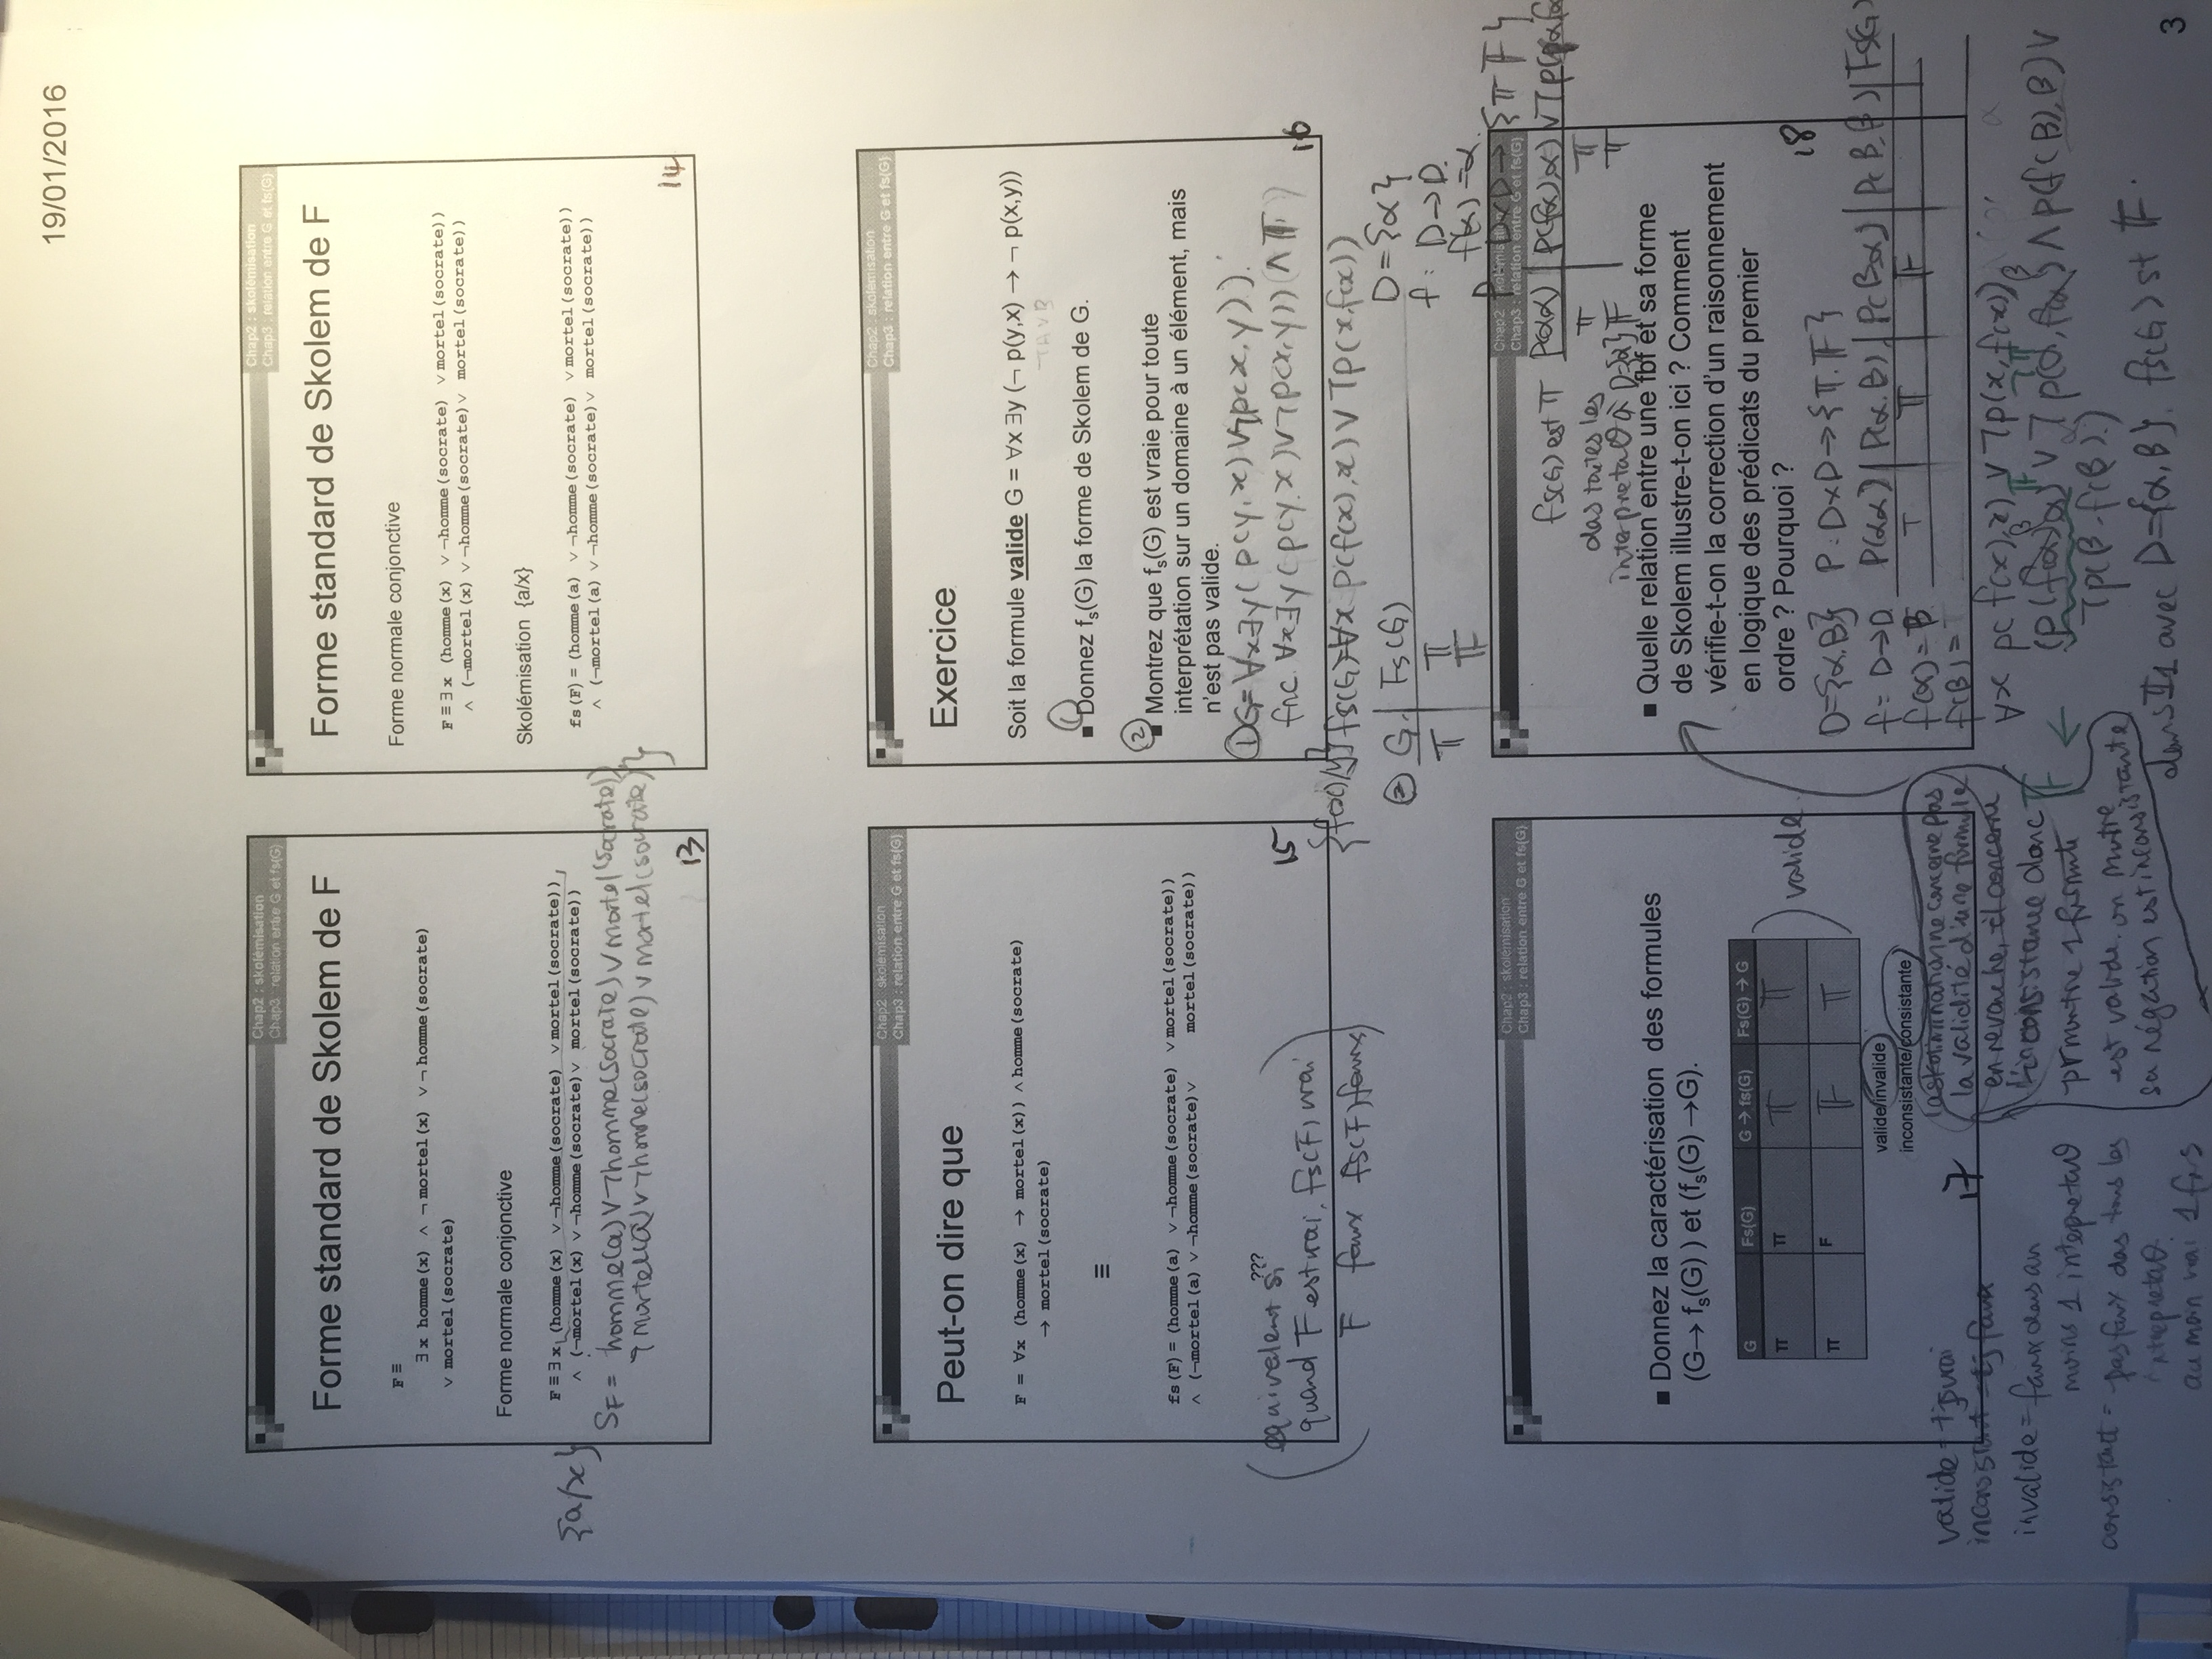 19/01/2016
Chap2 : skolémisation
Chap3 : relation entre G et fs(G)
Forme standard de Skolem de F
F ≡
∃x homme(x) ∧ ¬mortel(x) ∨ ¬homme(socrate)
∨ mortel(socrate)
Forme normale conjonctive
F ≡ ∃x (homme(x) ∨ ¬homme(socrate) ∨ mortel(socrate))
∧ (¬mortel(x) ∨ ¬homme(socrate) ∨ mortel(socrate))
{a/x}
SF = homme(a) ∨ ¬homme(socrate) ∨ mortel(socrate)
¬mortel(a) ∨ ¬homme(socrate) ∨ mortel(socrate)}
13
Chap2 : skolémisation
Chap3 : relation entre G et fs(G)
Forme standard de Skolem de F
Forme normale conjonctive
F ≡ ∃x (homme(x) ∨ ¬homme(socrate) ∨ mortel(socrate))
∧ (¬mortel(x) ∨ ¬homme(socrate) ∨ mortel(socrate))
Skolémisation {a/x}
fs(F) = (homme(a) ∨ ¬homme(socrate) ∨ mortel(socrate))
∧ (¬mortel(a) ∨ ¬homme(socrate) ∨ mortel(socrate))
14
Chap2 : skolémisation
Chap3 : relation entre G et fs(G)
Peut-on dire que
F = ∀x (homme(x) → mortel(x)) ∧ homme(socrate)
→ mortel(socrate)
≡
fs(F) = (homme(a) ∨ ¬homme(socrate) ∨ mortel(socrate))
∧ (¬mortel(a) ∨ ¬homme(socrate) ∨ mortel(socrate))
???
équivalent si
quand F est vrai, fs(F) vrai
F faux fs(F) faux
15
Chap2 : skolémisation
Chap3 : relation entre G et fs(G)
Exercice
Soit la formule valide G = ∀x ∃y (¬ p(y,x) → ¬ p(x,y))
¬A∨B
①
■ Donnez fs(G) la forme de Skolem de G.
②
■ Montrez que fs(G) est vraie pour toute
interprétation sur un domaine à un élément, mais
n'est pas valide.
① G= ∀x∃y( p(y,x) ∨ ¬p(x,y)).
fnc. ∀x∃y (p(y,x) ∨ ¬p(x,y)) (∧ T)
16
{f(x)/y} fs(G)=∀x p(f(x),x) ∨ ¬p(x,f(x))
② G. Fs(G)
T T
F
D={α}
f: D→D.
f(α)=α.
P D×D→{T F}
Chap2 : skolémisation
Chap3 : relation entre G et fs(G)
■ Donnez la caractérisation des formules
(G→ fs(G) ) et (fs(G) →G).
G Fs(G) G → fs(G) Fs(G) → G
T T T T
T F F T
valide
valide/invalide
inconsistante/consistante
17
Chap2 : skolémisation
Chap3 : relation entre G et fs(G)
fs(G) est T P(α,α) P(f(α),α) ∨ ¬p(α,f(α
das toutes les T T
interpretaθ à D={α} F T
■ Quelle relation entre une fbf et sa forme
de Skolem illustre-t-on ici ? Comment
vérifie-t-on la correction d'un raisonnement
en logique des prédicats du premier
ordre ? Pourquoi ?
18
D={α,β} P: D×D→{T.F}
f= D→D. P(αα) P(α,β) P(β,α) P(β,β) Fs(G)
f(α)=β T T F
f(β)=
valide = tjs vrai
inconsistant = tj faux
invalide = faux dans au
moins 1 interpretaθ
consistant = pas faux das tous les
interpretaθ
au moin vrai 1 fois
la skolimination ne concerne pas
la validité d'une formule
en revanche, il concerne
l'inconsistance donc
pr montre 1 formule
est valide. on mntre
sa négation est inconsistante
∀x p(f(x),x) ∨ ¬p(x,f(x))
F ← (p(f(α),α) ∨ ¬p(α,f(α)) ∧ p(f(β),β) ∨
¬p(β,f(β)))
dans I1 avec D={α,β}. fs(G) st F.
3